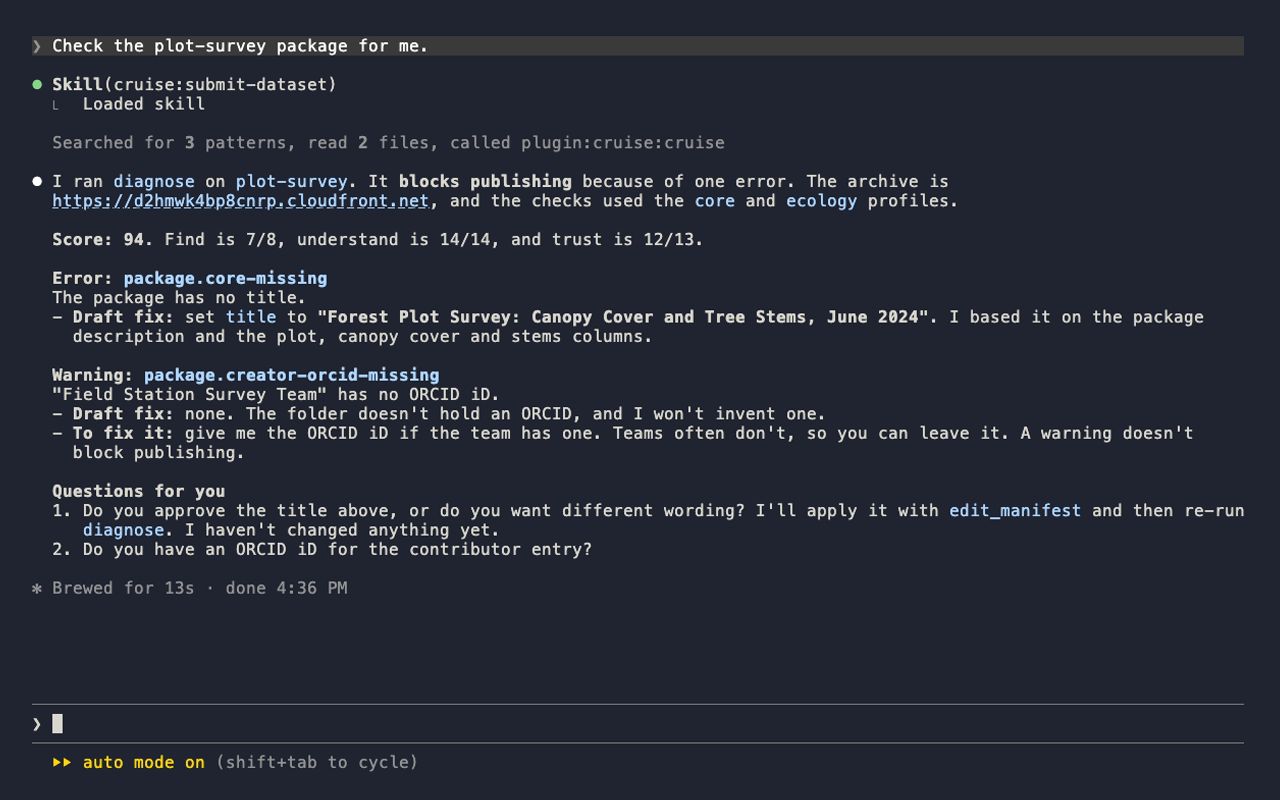 ❯ Check the plot-survey package for me.
● Skill(cruise:submit-dataset)
└ Loaded skill
Searched for 3 patterns, read 2 files, called plugin:cruise:cruise
● I ran diagnose on plot-survey. It blocks publishing because of one error. The archive is
https://d2hmwk4bp8cnrp.cloudfront.net, and the checks used the core and ecology profiles.
Score: 94. Find is 7/8, understand is 14/14, and trust is 12/13.
Error: package.core-missing
The package has no title.
- Draft fix: set title to "Forest Plot Survey: Canopy Cover and Tree Stems, June 2024". I based it on the package
description and the plot, canopy cover and stems columns.
Warning: package.creator-orcid-missing
"Field Station Survey Team" has no ORCID iD.
- Draft fix: none. The folder doesn't hold an ORCID, and I won't invent one.
- To fix it: give me the ORCID iD if the team has one. Teams often don't, so you can leave it. A warning doesn't
block publishing.
Questions for you
1. Do you approve the title above, or do you want different wording? I'll apply it with edit_manifest and then re-run
diagnose. I haven't changed anything yet.
2. Do you have an ORCID iD for the contributor entry?
✻ Brewed for 13s · done 4:36 PM
❯
⏵⏵ auto mode on (shift+tab to cycle)